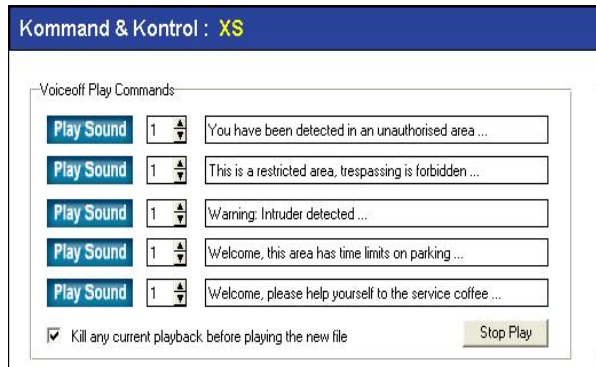 Kommand & Kontrol : XS
Voiceoff Play Commands
Play Sound 1 You have been detected in an unauthorised area ...
Play Sound 1 This is a restricted area, trespassing is forbidden ...
Play Sound 1 Warning: Intruder detected ...
Play Sound 1 Welcome, this area has time limits on parking ...
Play Sound 1 Welcome, please help yourself to the service coffee ...
Kill any current playback before playing the new file Stop Play